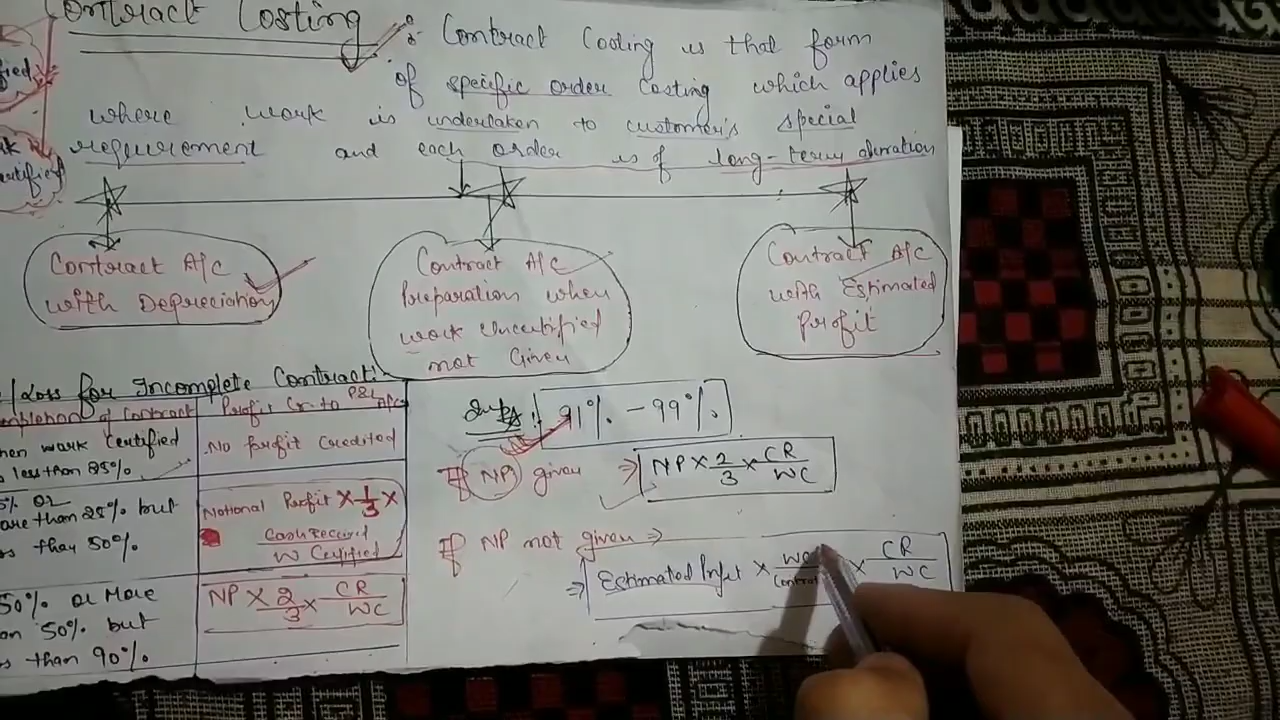 Contract Costing :- Contract Costing is that form
of specific order Costing which applies
where work is undertaken to customer's special
requirement and each order is of long-term duration
Contract A/C
with Depreciation
Contract A/C
Preparation when
work Uncertified
not Given
Contract A/C
with Estimated
Profit
/ Loss for Incomplete Contract:
of Contract
Profit Cr. to P&L A/c
work Certified
less than 25%
No Profit Credited
5% or
more than 25% but
than 50%
Notional Profit × 1/3 ×
Cash Received
W Certified
50% or More
50% but
than 90%
NP × 2/3 × CR/WC
91% - 99%
If NP given ⇒ NP × 2/3 × CR/WC
If NP not given ⇒
⇒ Estimated × × CR/WC